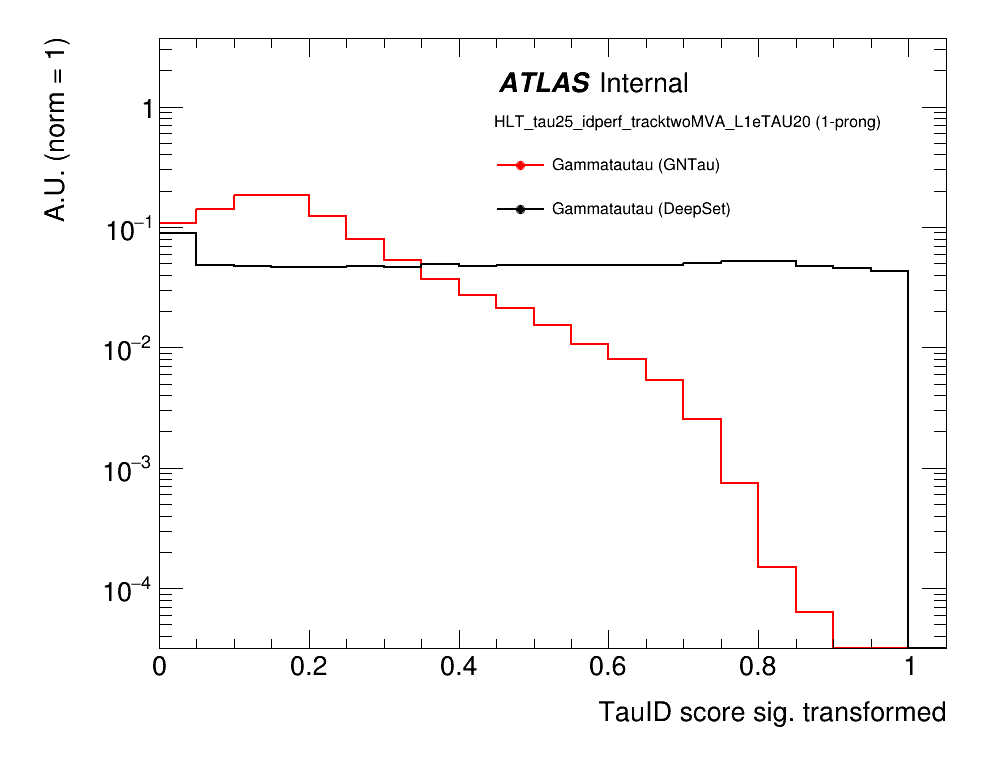 A.U. (norm = 1)
ATLAS Internal
HLT_tau25_idperf_tracktwoMVA_L1eTAU20 (1-prong)
Gammatautau (GNTau)
Gammatautau (DeepSet)
1
10⁻¹
10⁻²
10⁻³
10⁻⁴
0 0.2 0.4 0.6 0.8 1
TauID score sig. transformed